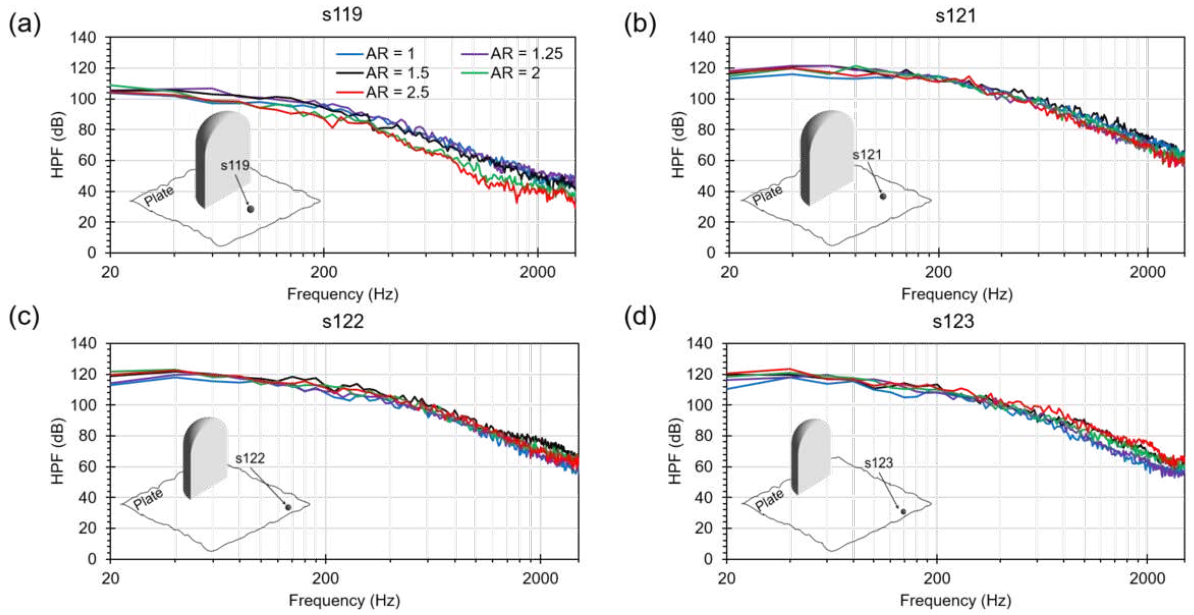 (a)
s119
140
120
100
80
60
40
20
0
HPF (dB)
AR = 1
AR = 1.25
AR = 1.5
AR = 2
AR = 2.5
s119
Plate
20
200
2000
Frequency (Hz)
(b)
s121
140
120
100
80
60
40
20
0
HPF (dB)
s121
Plate
20
200
2000
Frequency (Hz)
(c)
s122
140
120
100
80
60
40
20
0
HPF (dB)
s122
Plate
20
200
2000
Frequency (Hz)
(d)
s123
140
120
100
80
60
40
20
0
HPF (dB)
s123
Plate
20
200
2000
Frequency (Hz)